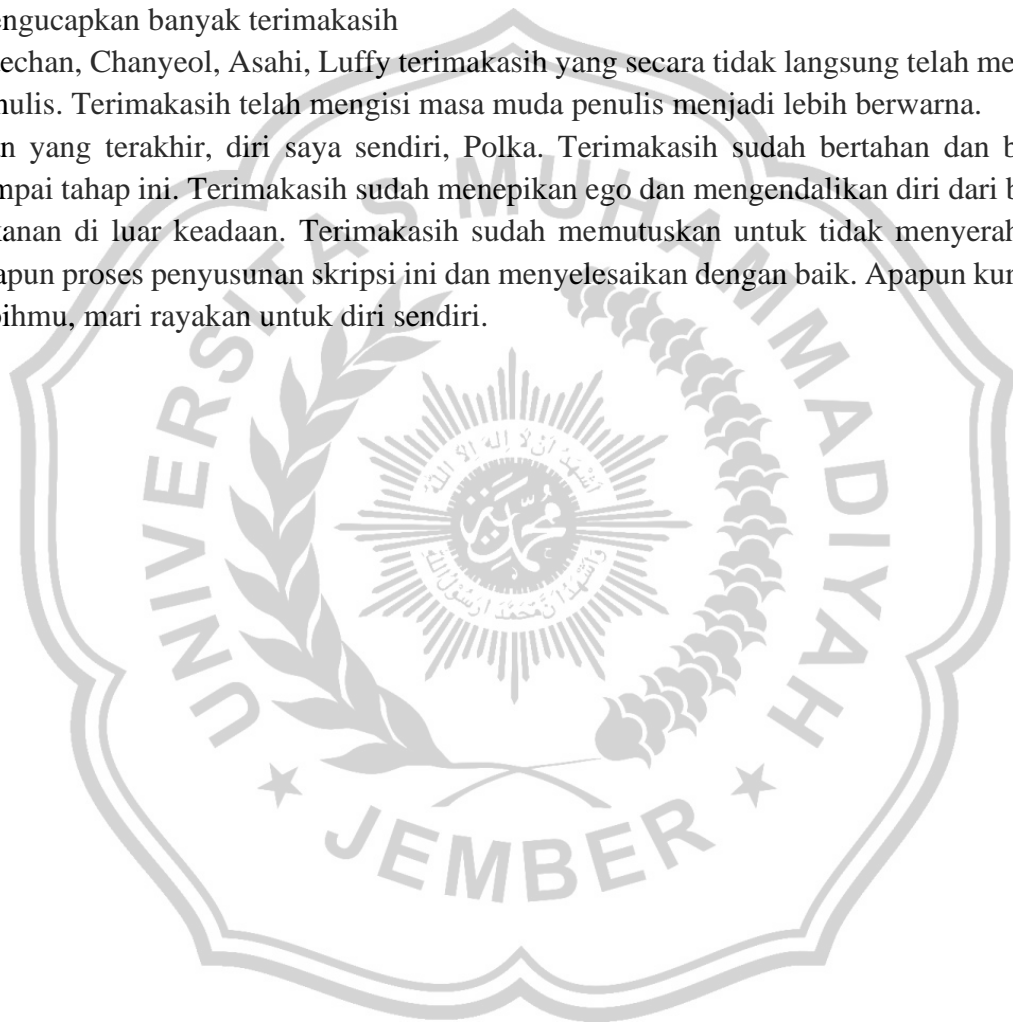 engucapkan banyak terimakasih
echan, Chanyeol, Asahi, Luffy terimakasih yang secara tidak langsung telah me
nulis. Terimakasih telah mengisi masa muda penulis menjadi lebih berwarna.
n yang terakhir, diri saya sendiri, Polka. Terimakasih sudah bertahan dan b
mpai tahap ini. Terimakasih sudah menepikan ego dan mengendalikan diri dari b
kanan di luar keadaan. Terimakasih sudah memutuskan untuk tidak menyerah
apun proses penyusunan skripsi ini dan menyelesaikan dengan baik. Apapun kur
bihmu, mari rayakan untuk diri sendiri.
UNIVERSITAS MUHAMMADIYAH
JEMBER